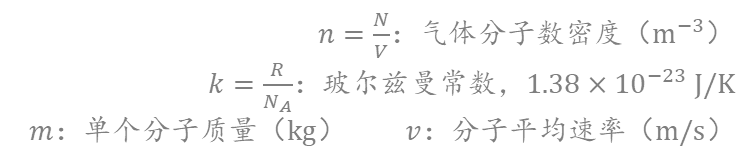 n = N/V：气体分子数密度（m⁻³）
k = R/N_A：玻尔兹曼常数，1.38 × 10⁻²³ J/K
m：单个分子质量（kg） v：分子平均速率（m/s）